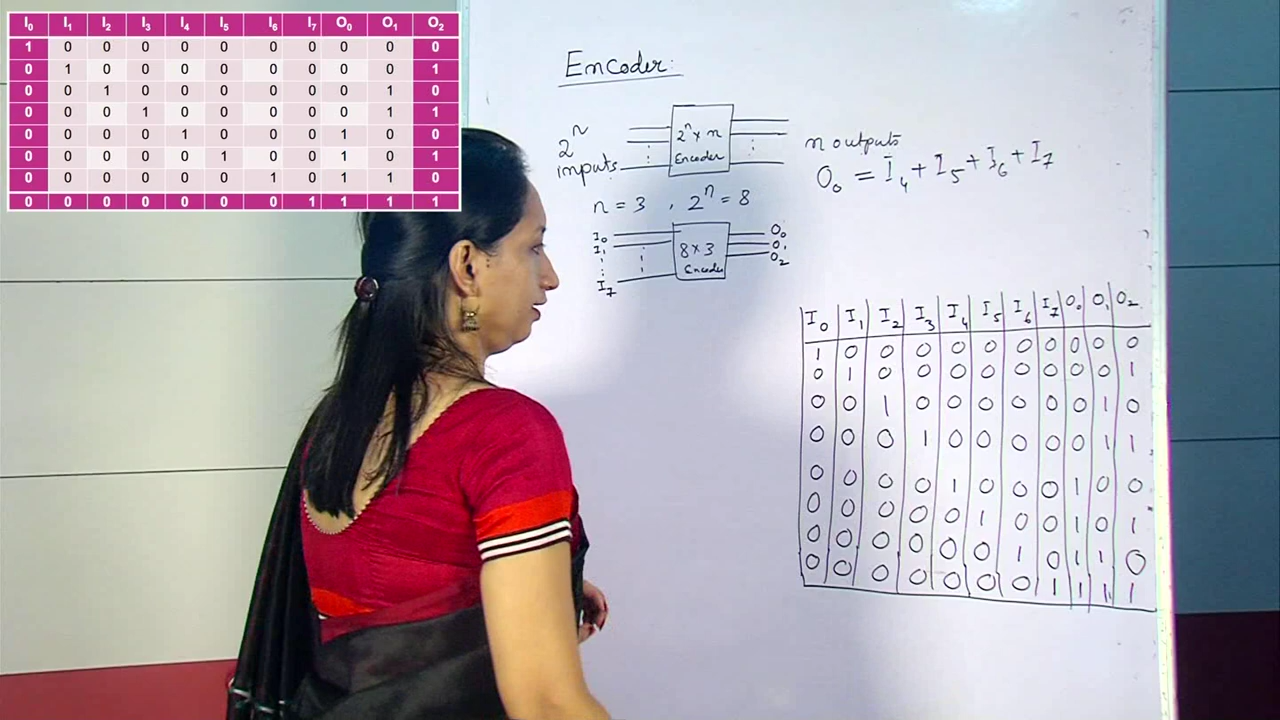 I₀ I₁ I₂ I₃ I₄ I₅ I₆ I₇ O₀ O₁ O₂
1 0 0 0 0 0 0 0 0 0 0
0 1 0 0 0 0 0 0 0 0 1
0 0 1 0 0 0 0 0 0 1 0
0 0 0 1 0 0 0 0 0 1 1
0 0 0 0 1 0 0 0 1 0 0
0 0 0 0 0 1 0 0 1 0 1
0 0 0 0 0 0 1 0 1 1 0
0 0 0 0 0 0 0 1 1 1 1
Encoder:
2ⁿ
inputs
2ⁿ × n
Encoder
n outputs
O₀ = I₄ + I₅ + I₆ + I₇
n = 3 , 2ⁿ = 8
I₀
I₁
I₇
8 × 3
Encoder
O₀
O₁
O₂
I₀ I₁ I₂ I₃ I₄ I₅ I₆ I₇ O₀ O₁ O₂
1 0 0 0 0 0 0 0 0 0 0
0 1 0 0 0 0 0 0 0 0 1
0 0 1 0 0 0 0 0 0 1 0
0 0 0 1 0 0 0 0 0 1 1
0 0 0 0 1 0 0 0 1 0 0
0 0 0 0 0 1 0 0 1 0 1
0 0 0 0 0 0 1 0 1 1 0
0 0 0 0 0 0 0 1 1 1 1